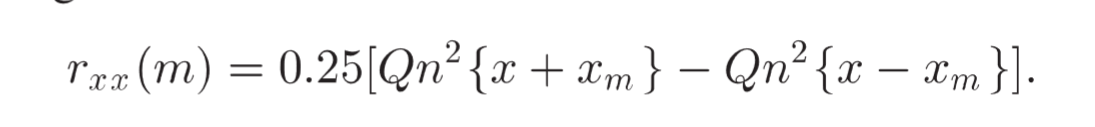 r_{xx}(m) = 0.25[Qn^2{x + x_m} − Qn^2{x − x_m}].